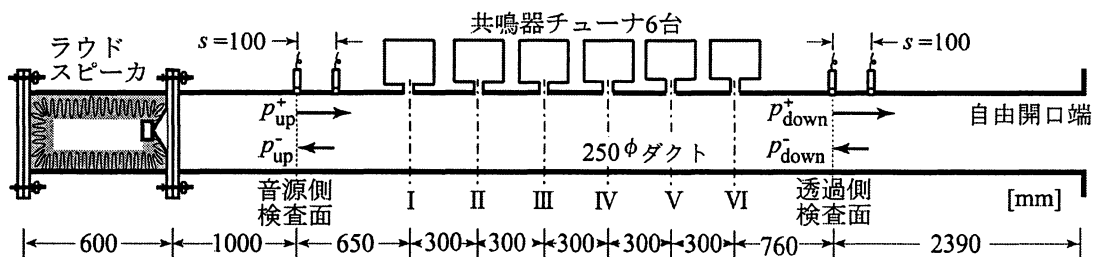 共鳴器チューナ6台
ラウド
スピーカ
s=100
s=100
p⁺up
p⁻up
p⁺down
p⁻down
自由開口端
250φダクト
音源側
検査面
I
II
III
IV
V
VI
透過側
検査面
[mm]
600
1000
650
300
300
300
300
300
760
2390